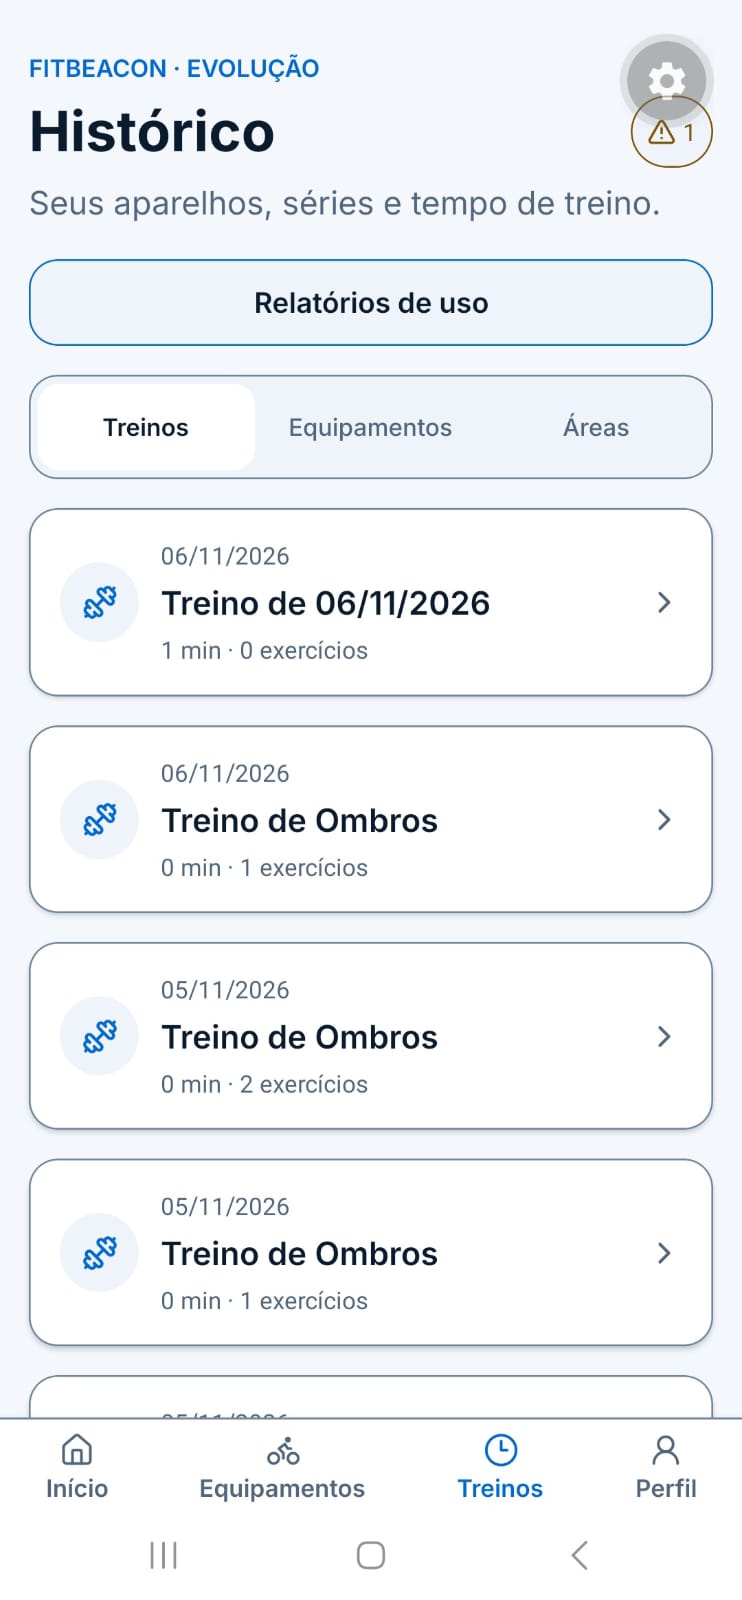 FITBEACON · EVOLUÇÃO
Histórico
1
Seus aparelhos, séries e tempo de treino.
Relatórios de uso
Treinos
Equipamentos
Áreas
06/11/2026
Treino de 06/11/2026
1 min · 0 exercícios
06/11/2026
Treino de Ombros
0 min · 1 exercícios
05/11/2026
Treino de Ombros
0 min · 2 exercícios
05/11/2026
Treino de Ombros
0 min · 1 exercícios
Início
Equipamentos
Treinos
Perfil